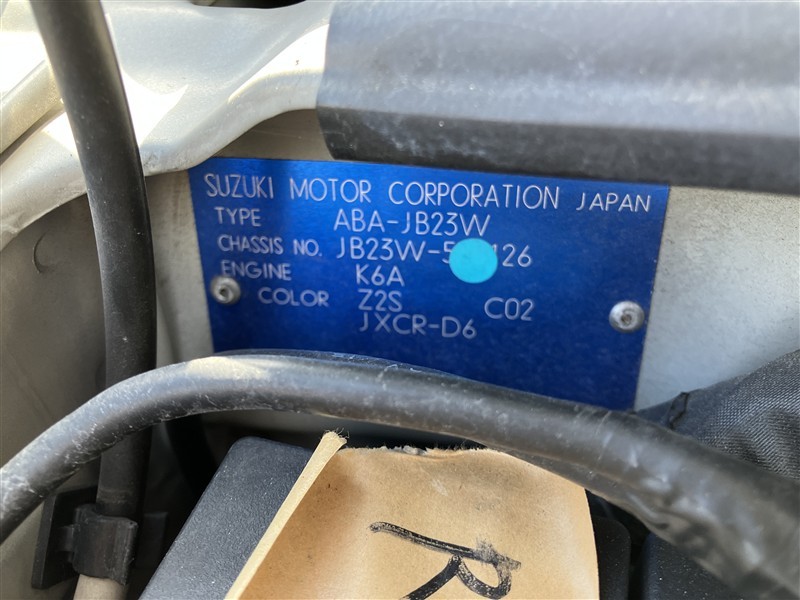 SUZUKI MOTOR CORPORATION JAPAN
TYPE ABA-JB23W
CHASSIS NO. JB23W-5 126
ENGINE K6A
COLOR Z2S C02
JXCR-D6
R